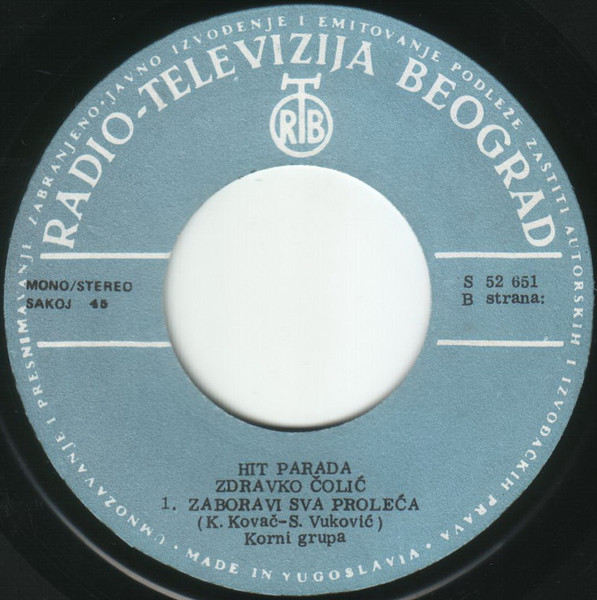 UMNOŽAVANJE I PRESNIMAVANJE ZABRANJENO · JAVNO IZVOĐENJE I EMITOVANJE PODLEŽE ZAŠTITI AUTORSKIH I IZVOĐAČKIH PRAVA ·
RADIO-TELEVIZIJA BEOGRAD
RTB
MONO/STEREO
SAKOJ 45
S 52 651
B strana:
HIT PARADA
ZDRAVKO ČOLIĆ
1. ZABORAVI SVA PROLEĆA
(K. Kovač-S. Vuković)
Korni grupa
MADE IN YUGOSLAVIA